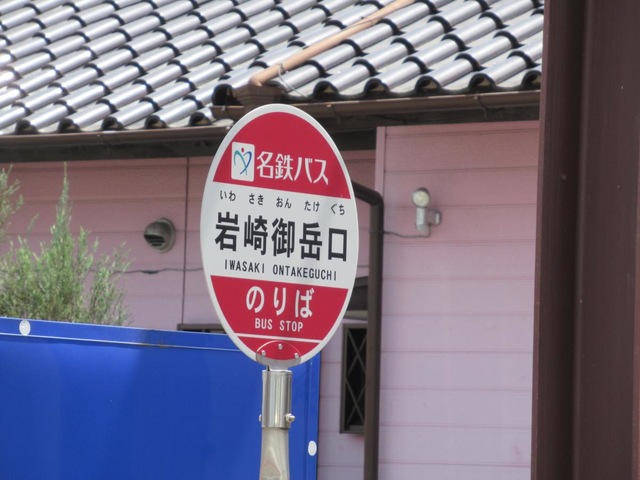 名鉄バス
いわ さき おん たけ ぐち
岩崎御岳口
IWASAKI ONTAKEGUCHI
のりば
BUS STOP